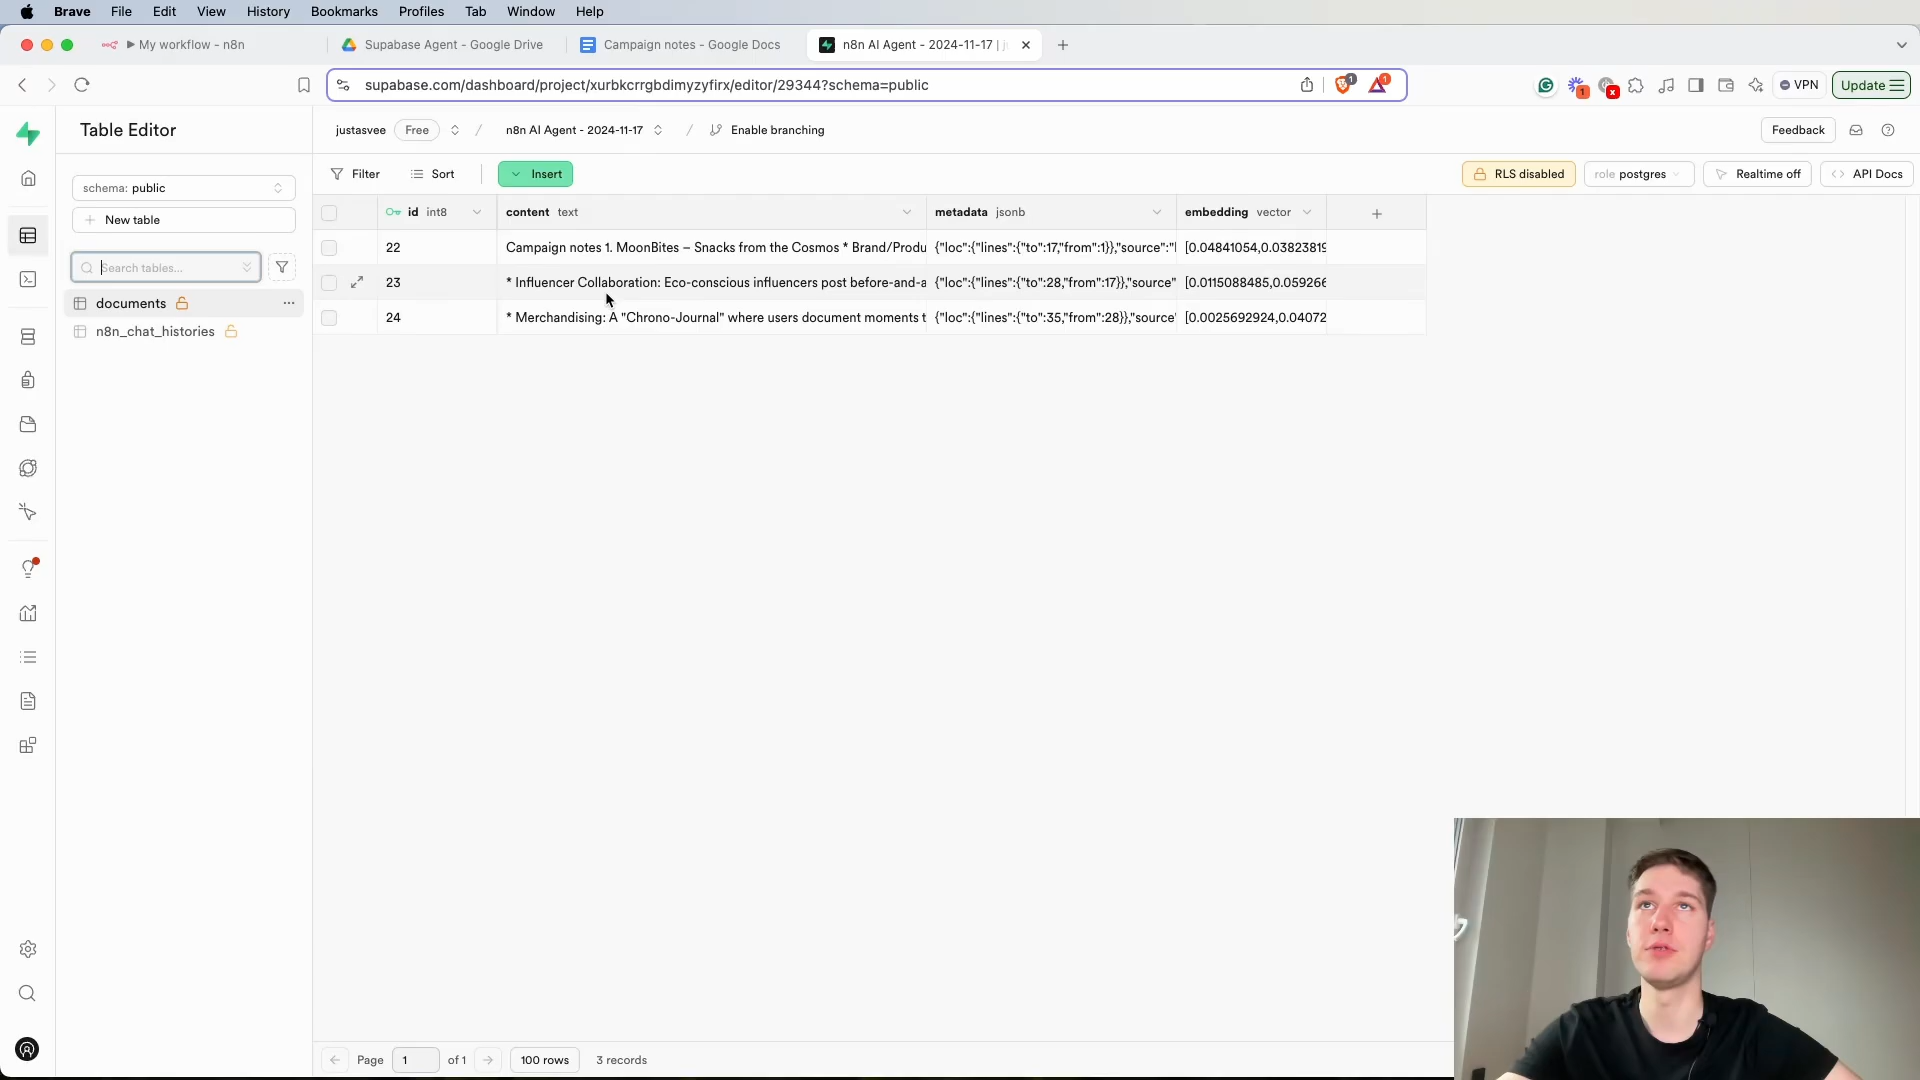 Brave File Edit View History Bookmarks Profiles Tab Window Help
My workflow - n8n
Supabase Agent - Google Drive
Campaign notes - Google Docs
n8n AI Agent - 2024-11-17 |
supabase.com/dashboard/project/xurbkcrrgbdimyzyfirx/editor/29344?schema=public
1
1
1
x
VPN
Update
Table Editor
justasvee Free / n8n AI Agent - 2024-11-17 / Enable branching
Feedback
schema: public
New table
Search tables...
documents
n8n_chat_histories
Filter Sort Insert
RLS disabled role postgres Realtime off API Docs
id int8 content text metadata jsonb embedding vector
22 Campaign notes 1. MoonBites – Snacks from the Cosmos * Brand/Produ {"loc":{"lines":{"to":17,"from":1}},"source":" [0.04841054,0.03823819
23 * Influencer Collaboration: Eco-conscious influencers post before-and-a {"loc":{"lines":{"to":28,"from":17}},"source" [0.0115088485,0.059266
24 * Merchandising: A "Chrono-Journal" where users document moments t {"loc":{"lines":{"to":35,"from":28}},"source" [0.0025692924,0.04072
Page 1 of 1 100 rows 3 records